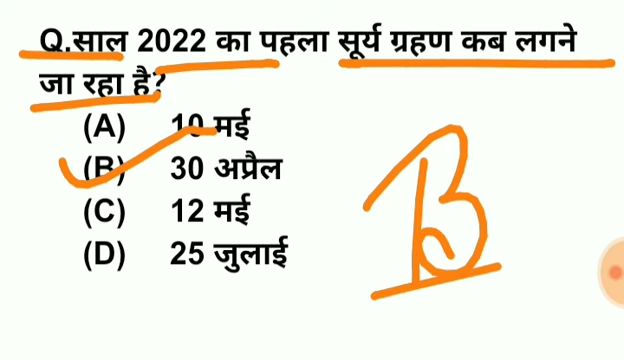 Q.साल 2022 का पहला सूर्य ग्रहण कब लगने
जा रहा है?
(A) 10 मई
(B) 30 अप्रैल
(C) 12 मई
(D) 25 जुलाई
B